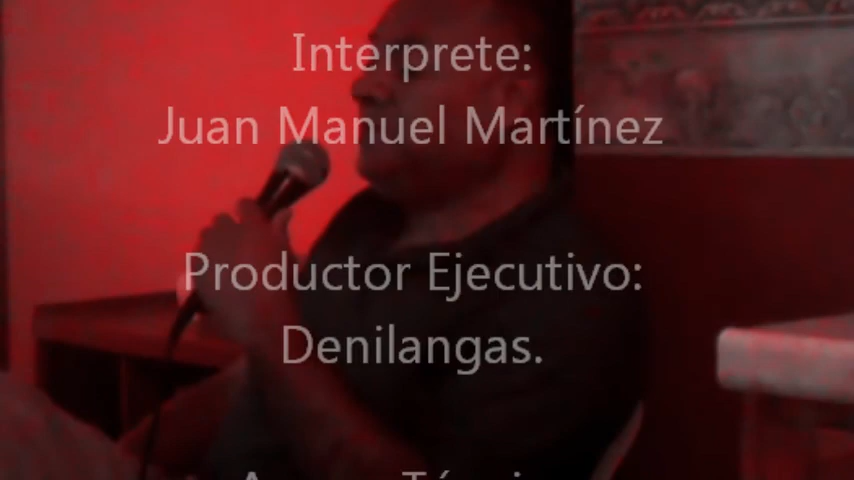 Interprete:
Juan Manuel Martínez
Productor Ejecutivo:
Denilangas.